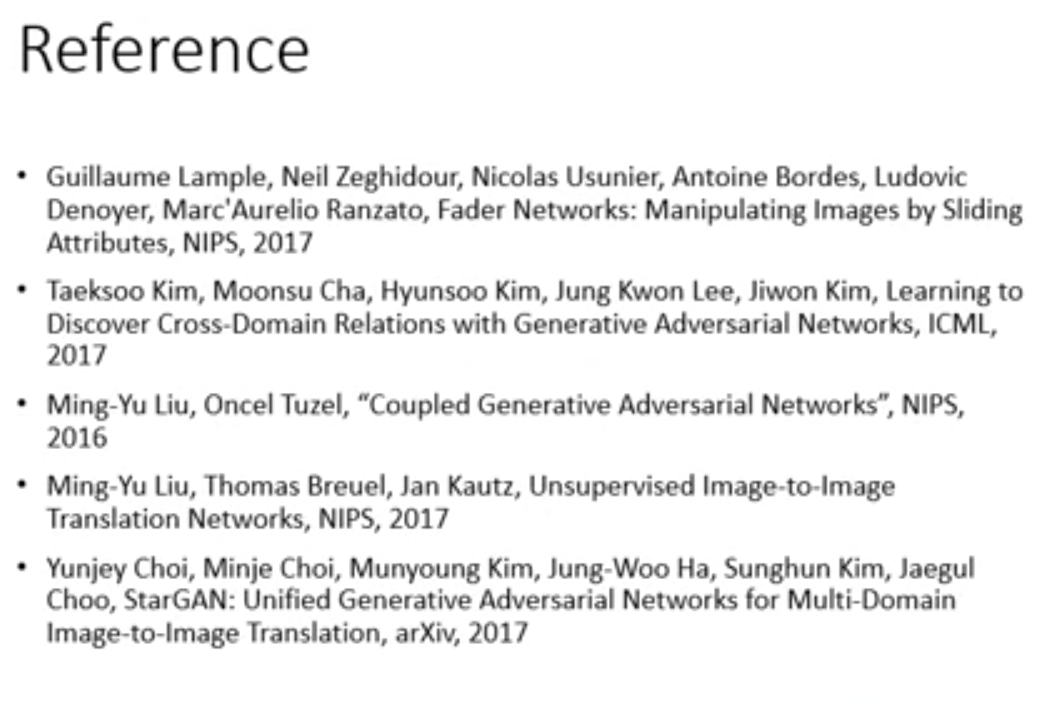 Reference
• Guillaume Lample, Neil Zeghidour, Nicolas Usunier, Antoine Bordes, Ludovic
Denoyer, Marc'Aurelio Ranzato, Fader Networks: Manipulating Images by Sliding
Attributes, NIPS, 2017
• Taeksoo Kim, Moonsu Cha, Hyunsoo Kim, Jung Kwon Lee, Jiwon Kim, Learning to
Discover Cross-Domain Relations with Generative Adversarial Networks, ICML,
2017
• Ming-Yu Liu, Oncel Tuzel, “Coupled Generative Adversarial Networks”, NIPS,
2016
• Ming-Yu Liu, Thomas Breuel, Jan Kautz, Unsupervised Image-to-Image
Translation Networks, NIPS, 2017
• Yunjey Choi, Minje Choi, Munyoung Kim, Jung-Woo Ha, Sunghun Kim, Jaegul
Choo, StarGAN: Unified Generative Adversarial Networks for Multi-Domain
Image-to-Image Translation, arXiv, 2017